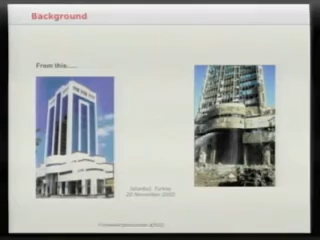 Background
From this.....
Istanbul, Turkey
20 November 2003